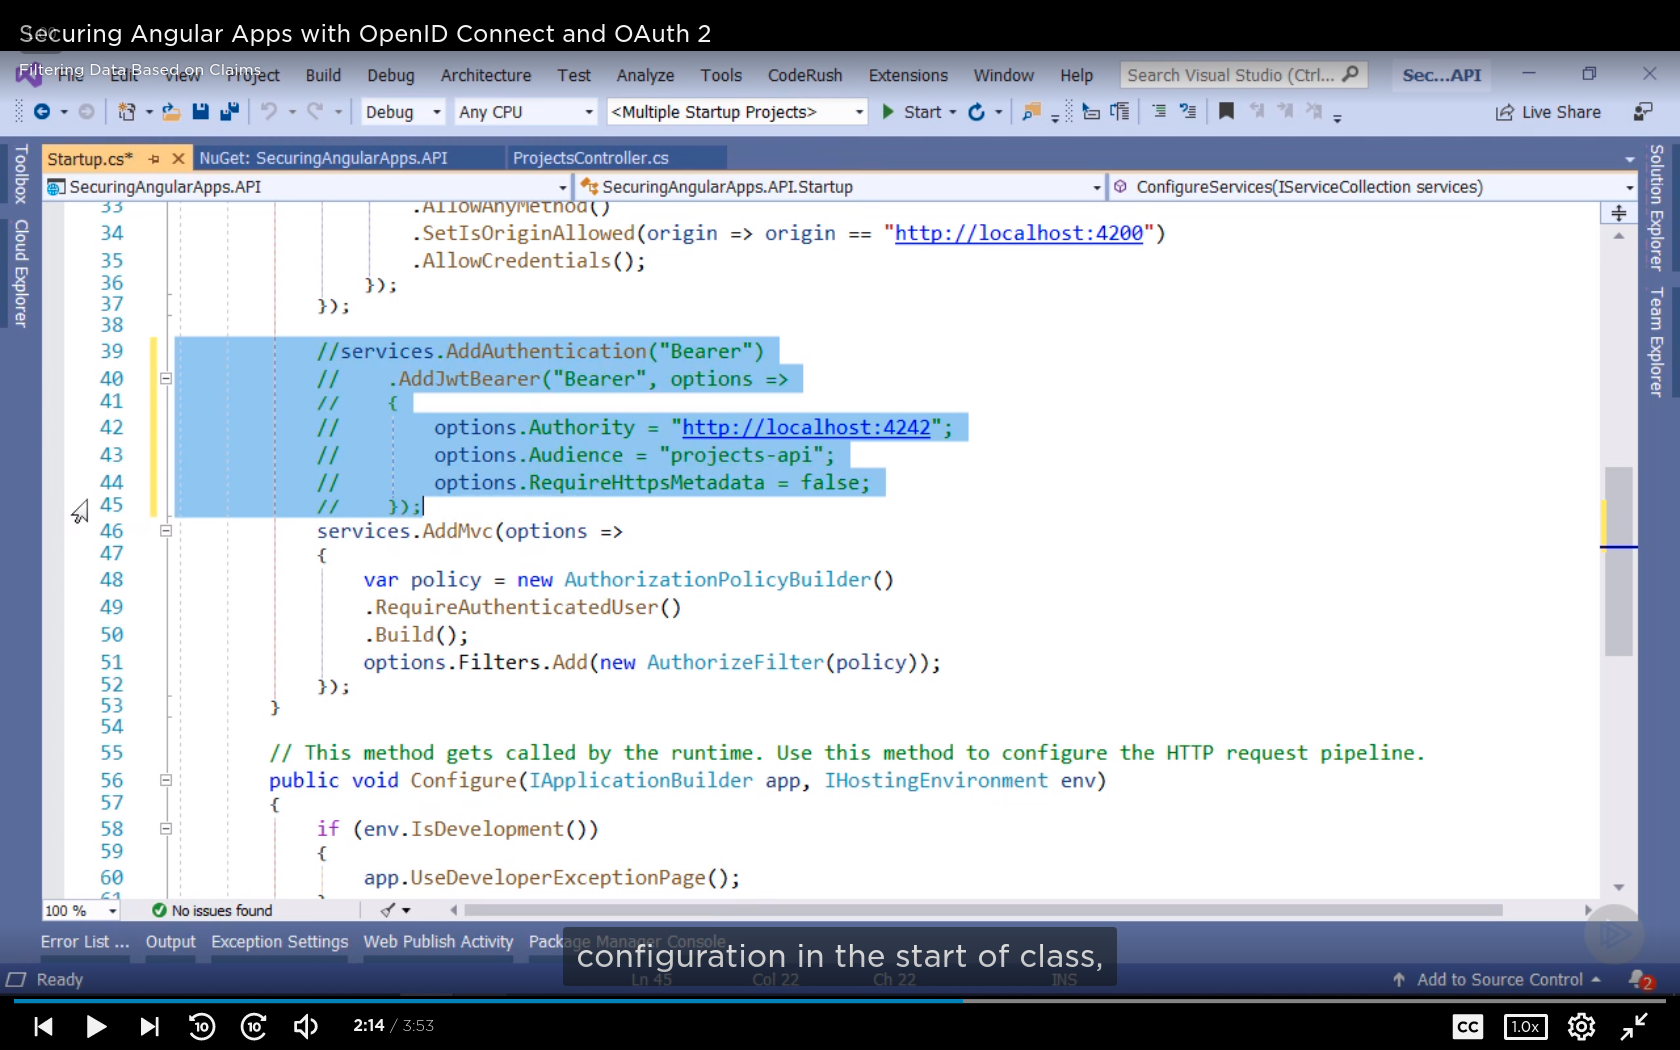 Securing Angular Apps with OpenID Connect and OAuth 2
Filtering Data Based on Claims
File Edit View Project Build Debug Architecture Test Analyze Tools CodeRush Extensions Window Help Search Visual Studio (Ctrl... Sec...API
Debug Any CPU <Multiple Startup Projects> Start Live Share
Toolbox
Cloud Explorer
Startup.cs* NuGet: SecuringAngularApps.API ProjectsController.cs
SecuringAngularApps.API SecuringAngularApps.API.Startup ConfigureServices(IServiceCollection services)
Solution Explorer
Team Explorer
33 .AllowAnyMethod()
34 .SetIsOriginAllowed(origin => origin == "http://localhost:4200")
35 .AllowCredentials();
36 });
37 });
38
39 //services.AddAuthentication("Bearer")
40 // .AddJwtBearer("Bearer", options =>
41 // {
42 // options.Authority = "http://localhost:4242";
43 // options.Audience = "projects-api";
44 // options.RequireHttpsMetadata = false;
45 // });
46 services.AddMvc(options =>
47 {
48 var policy = new AuthorizationPolicyBuilder()
49 .RequireAuthenticatedUser()
50 .Build();
51 options.Filters.Add(new AuthorizeFilter(policy));
52 });
53 }
54
55 // This method gets called by the runtime. Use this method to configure the HTTP request pipeline.
56 public void Configure(IApplicationBuilder app, IHostingEnvironment env)
57 {
58 if (env.IsDevelopment())
59 {
60 app.UseDeveloperExceptionPage();
61 }
100 % No issues found
Error List ... Output Exception Settings Web Publish Activity Package Manager Console
configuration in the start of class,
Ready Ln 45 Col 22 Ch 22 INS Add to Source Control 2
10 10 2:14 / 3:53 CC 1.0x